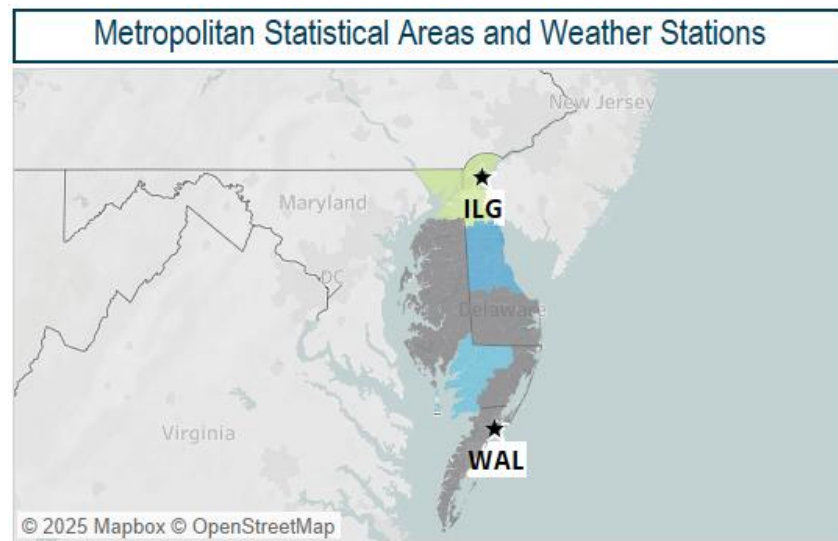 Metropolitan Statistical Areas and Weather Stations
New Jersey
Maryland
ILG
DC
Delaware
Virginia
WAL
© 2025 Mapbox © OpenStreetMap